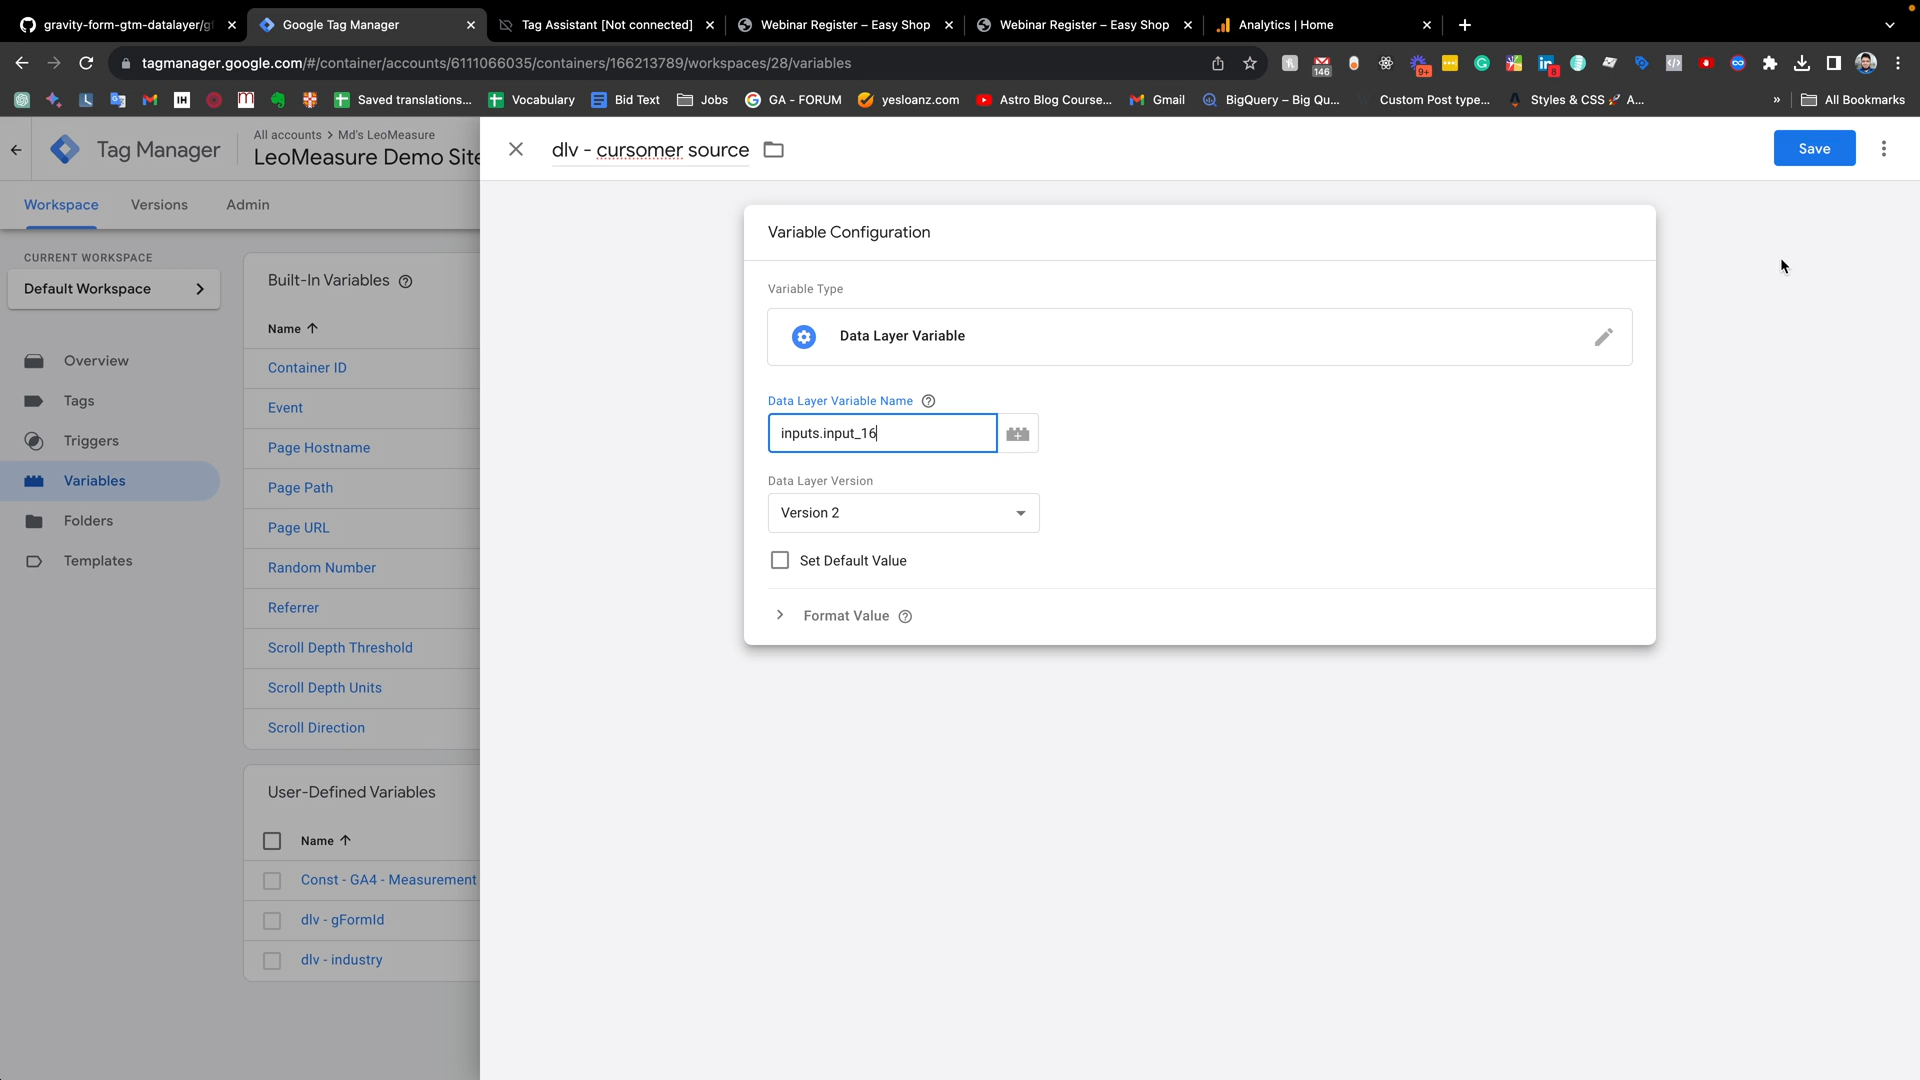 gravity-form-gtm-datalayer/gf
Google Tag Manager
Tag Assistant [Not connected]
Webinar Register – Easy Shop
Webinar Register – Easy Shop
Analytics | Home
tagmanager.google.com/#/container/accounts/6111066035/containers/166213789/workspaces/28/variables
146
9+
8
IH
Saved translations...
Vocabulary
Bid Text
Jobs
GA - FORUM
yesloanz.com
Astro Blog Course...
Gmail
BigQuery – Big Qu...
Custom Post type...
Styles & CSS 🚀 A...
»
All Bookmarks
Tag Manager
All accounts > Md's LeoMeasure
LeoMeasure Demo Site
dlv - cursomer source
Save
Workspace
Versions
Admin
CURRENT WORKSPACE
Default Workspace
Overview
Tags
Triggers
Variables
Folders
Templates
Built-In Variables
Name
Container ID
Event
Page Hostname
Page Path
Page URL
Random Number
Referrer
Scroll Depth Threshold
Scroll Depth Units
Scroll Direction
User-Defined Variables
Name
Const - GA4 - Measurement
dlv - gFormId
dlv - industry
Variable Configuration
Variable Type
Data Layer Variable
Data Layer Variable Name
inputs.input_16
Data Layer Version
Version 2
Set Default Value
Format Value